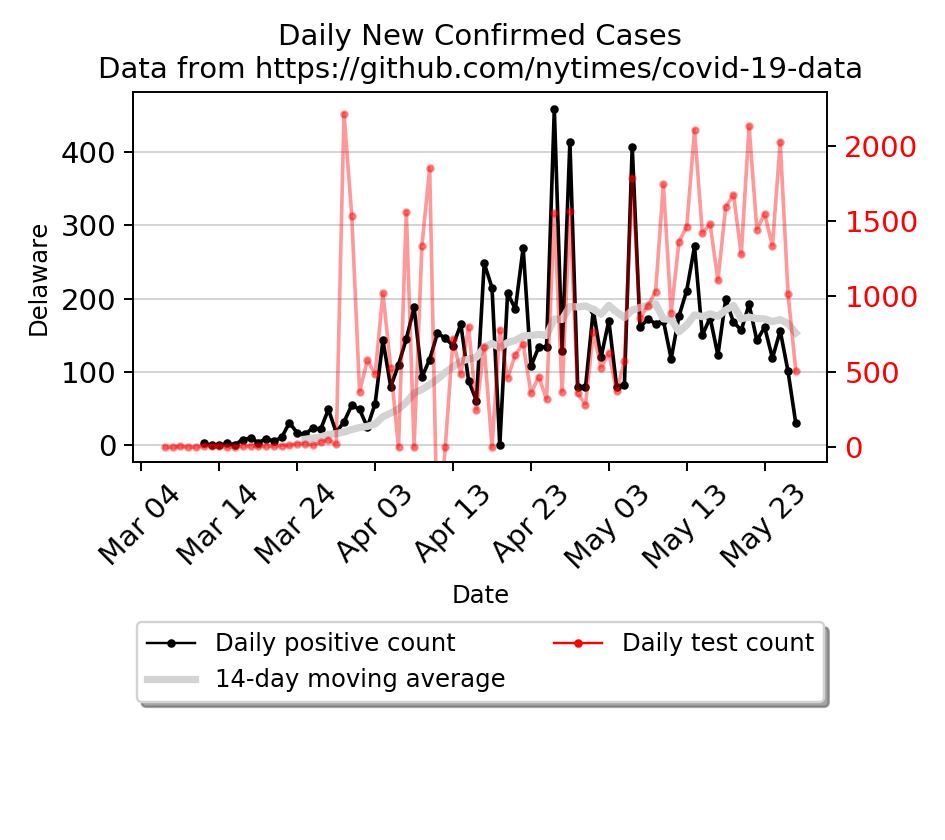 Daily New Confirmed Cases
Data from https://github.com/nytimes/covid-19-data
Delaware
400
300
200
100
0
2000
1500
1000
500
0
Mar 04
Mar 14
Mar 24
Apr 03
Apr 13
Apr 23
May 03
May 13
May 23
Date
Daily positive count
Daily test count
14-day moving average